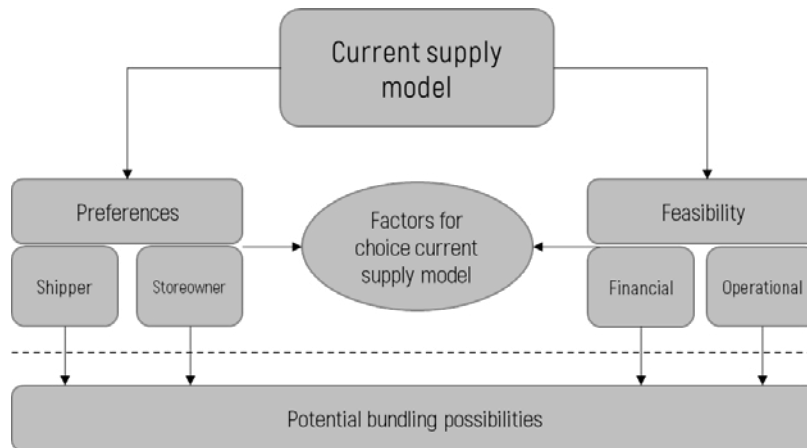 Current supply
model
Preferences
Factors for
choice current
supply model
Feasibility
Shipper
Storeowner
Financial
Operational
Potential bundling possibilities